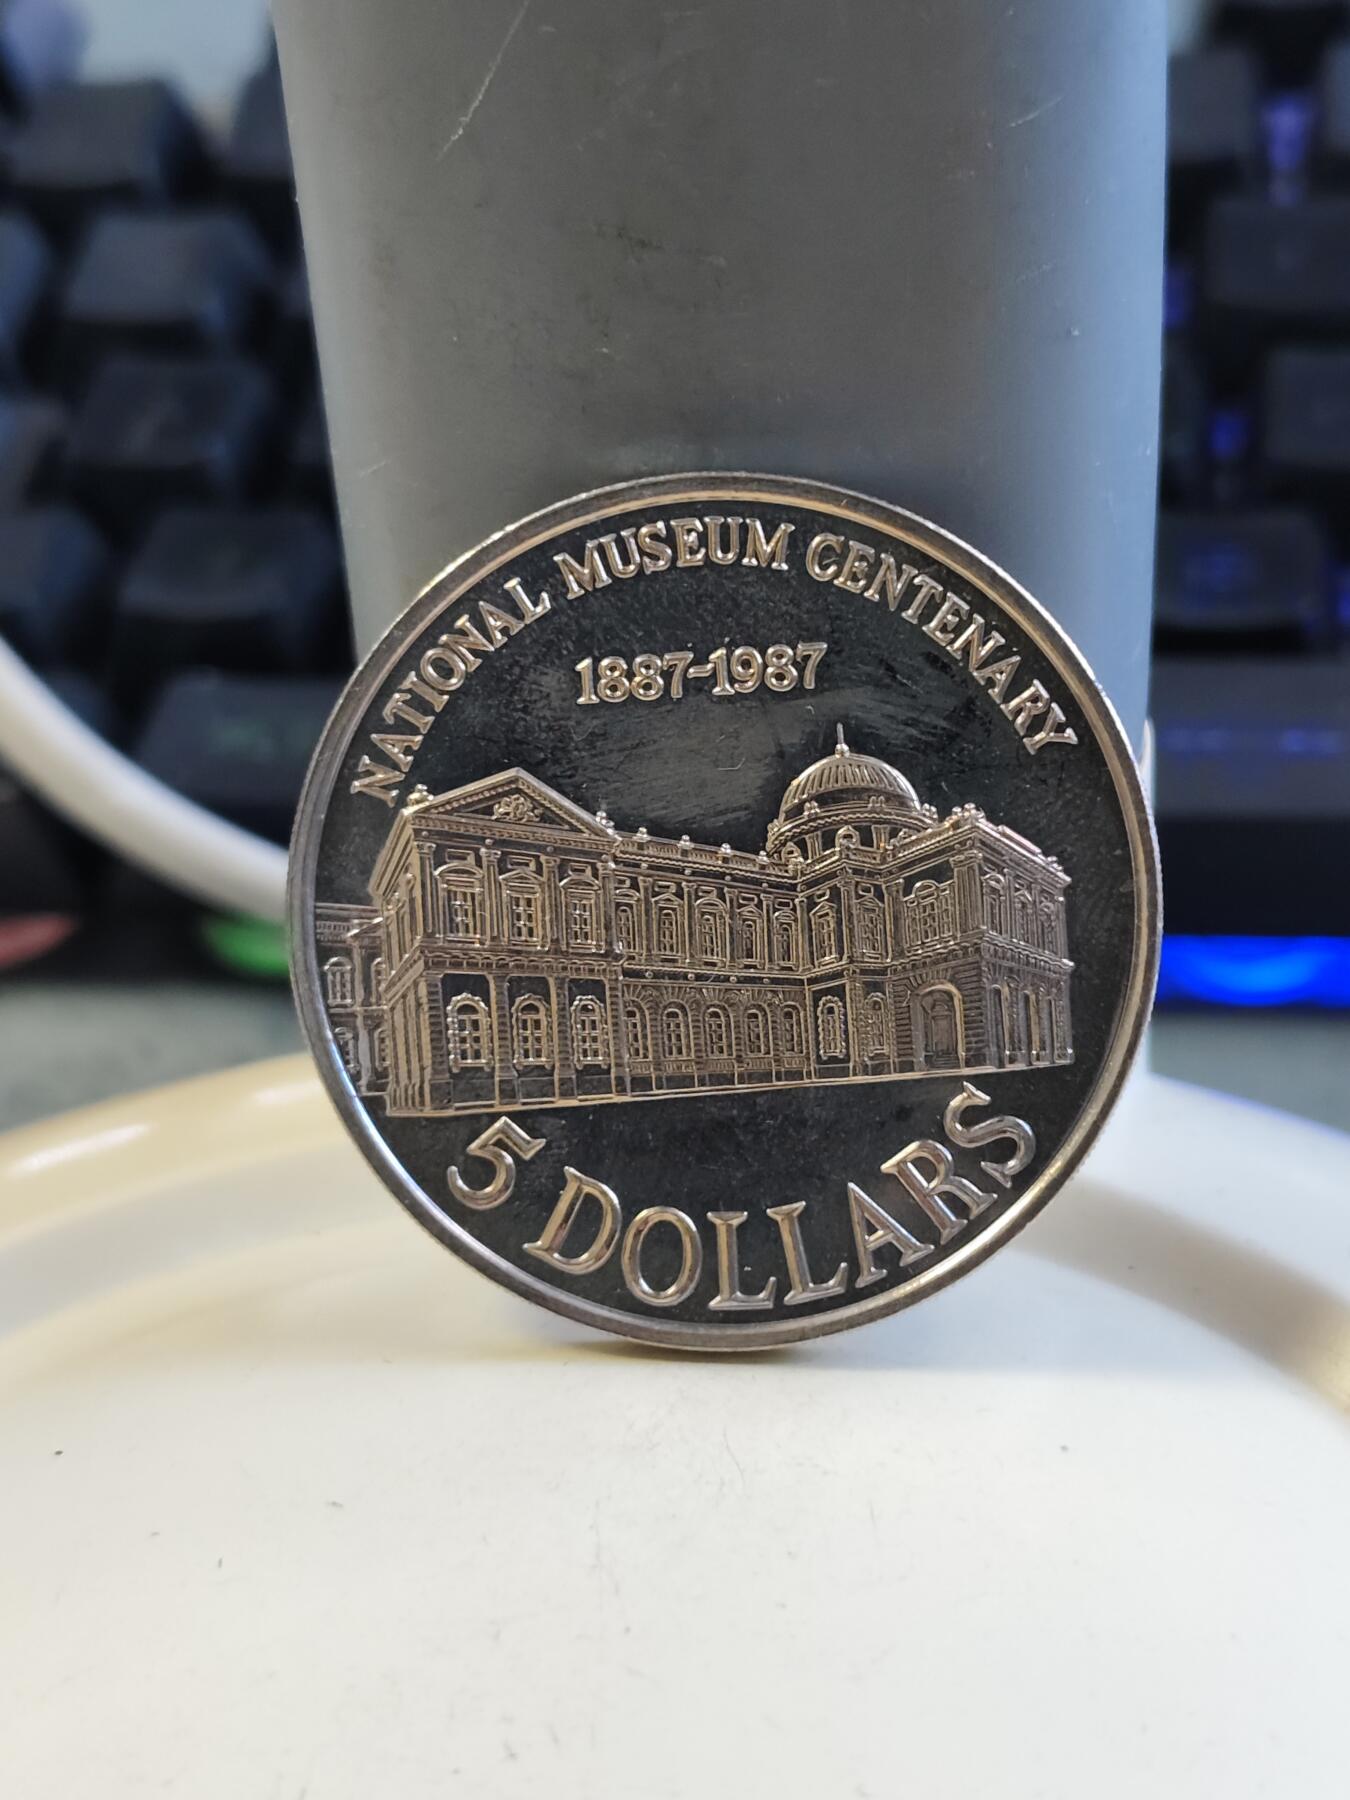 NATIONAL MUSEUM CENTENARY
1887-1987
5 DOLLARS